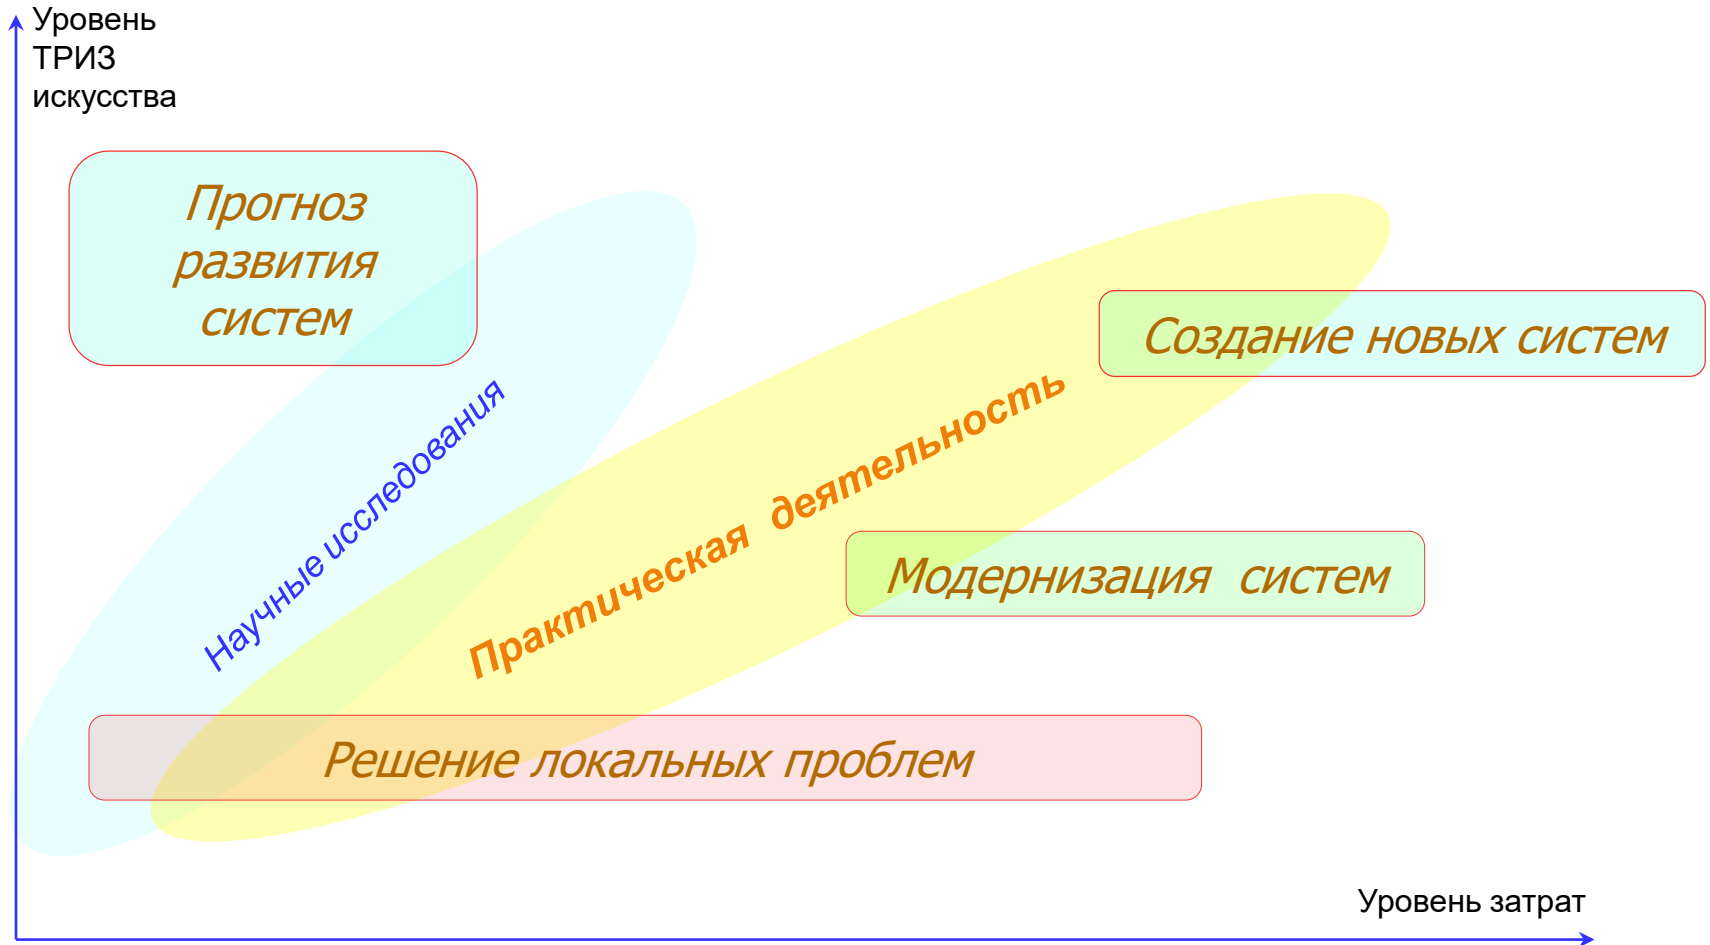 Уровень
ТРИЗ
искусства
Прогноз
развития
систем
Создание новых систем
Научные исследования
Практическая деятельность
Модернизация систем
Решение локальных проблем
Уровень затрат